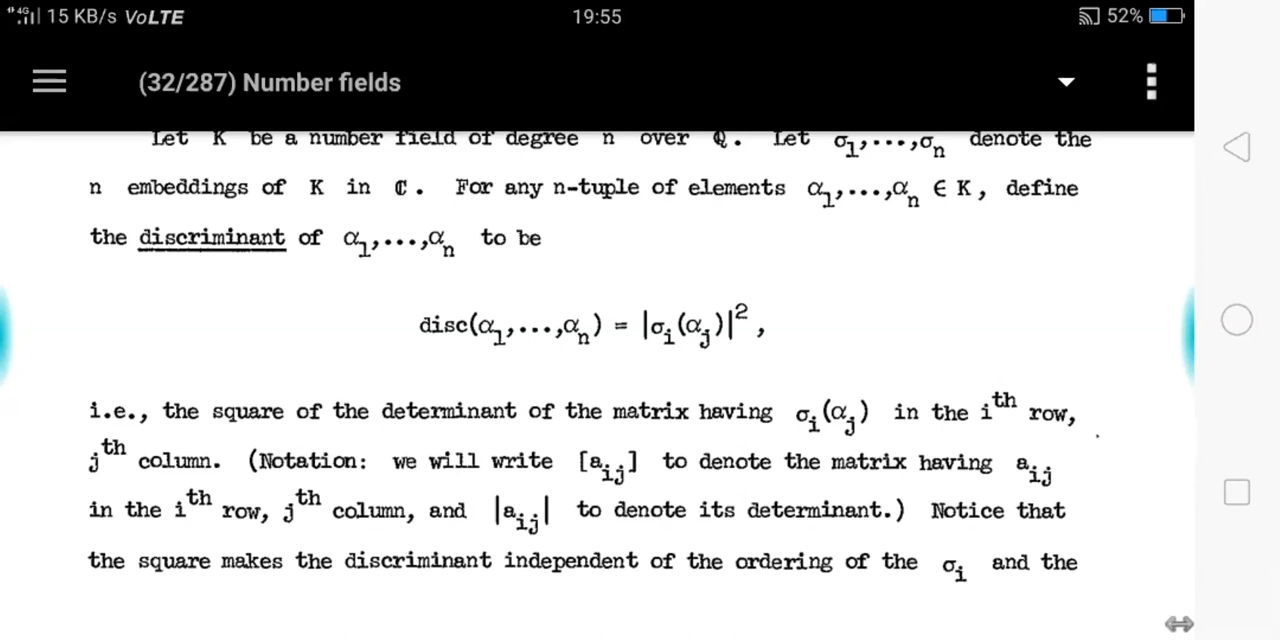 4G 15 KB/s VoLTE 19:55 52%
(32/287) Number fields
Let K be a number field of degree n over ℚ. Let σ₁,...,σₙ denote the
n embeddings of K in ℂ. For any n-tuple of elements α₁,...,αₙ ∈ K, define
the discriminant of α₁,...,αₙ to be
disc(α₁,...,αₙ) = |σᵢ(αⱼ)|²,
i.e., the square of the determinant of the matrix having σᵢ(αⱼ) in the iᵗʰ row,
jᵗʰ column. (Notation: we will write [aᵢⱼ] to denote the matrix having aᵢⱼ
in the iᵗʰ row, jᵗʰ column, and |aᵢⱼ| to denote its determinant.) Notice that
the square makes the discriminant independent of the ordering of the σᵢ and the